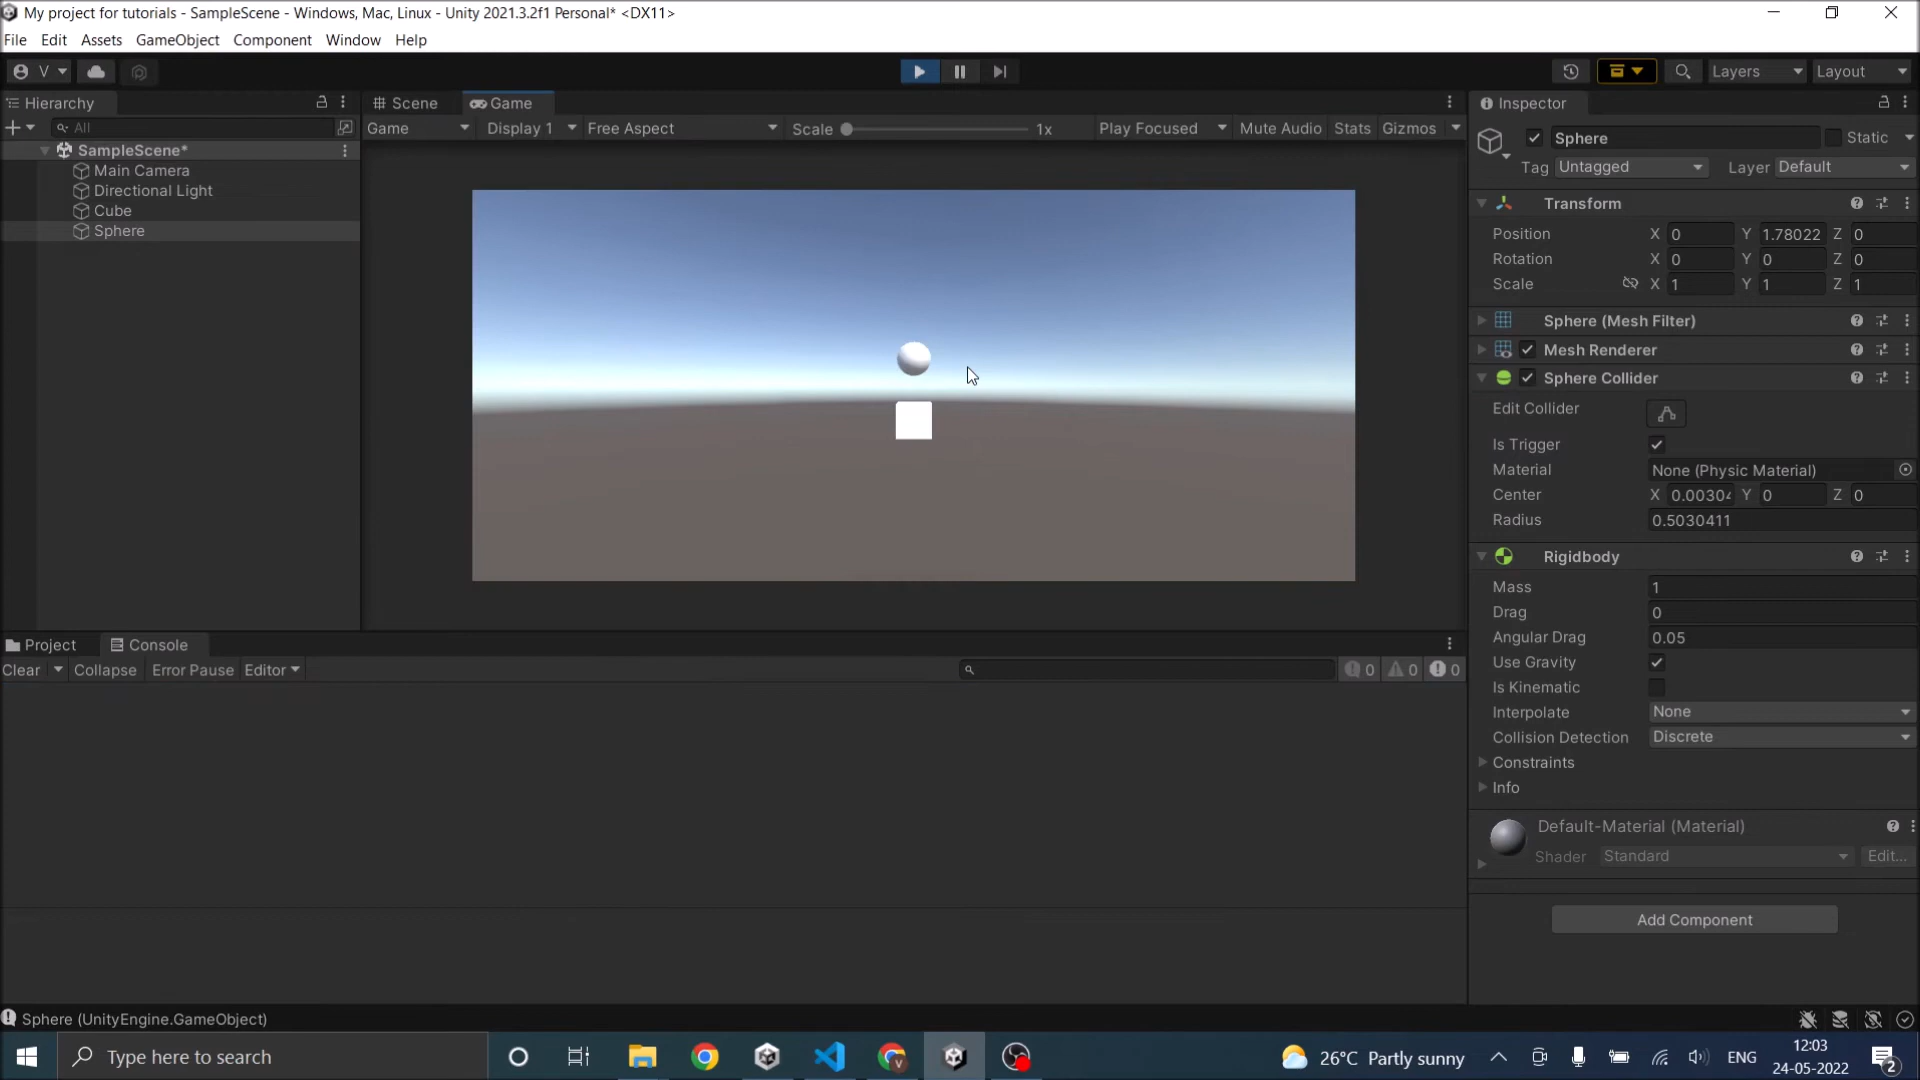 My project for tutorials - SampleScene - Windows, Mac, Linux - Unity 2021.3.2f1 Personal* <DX11>
File Edit Assets GameObject Component Window Help
V Layers Layout
Hierarchy Scene Game Inspector
All Game Display 1 Free Aspect Scale 1x Play Focused Mute Audio Stats Gizmos
Sphere Static
SampleScene*
Tag Untagged Layer Default
Main Camera
Directional Light
Cube
Sphere
Transform
Position X 0 Y 1.78022 Z 0
Rotation X 0 Y 0 Z 0
Scale X 1 Y 1 Z 1
Sphere (Mesh Filter)
Mesh Renderer
Sphere Collider
Edit Collider
Is Trigger
Material None (Physic Material)
Center X 0.00304 Y 0 Z 0
Radius 0.5030411
Rigidbody
Mass 1
Drag 0
Angular Drag 0.05
Use Gravity
Is Kinematic
Interpolate None
Collision Detection Discrete
Constraints
Info
Default-Material (Material)
Shader Standard Edit...
Add Component
Project Console
Clear Collapse Error Pause Editor 0 0 0
Sphere (UnityEngine.GameObject)
Type here to search 26°C Partly sunny ENG 12:03
24-05-2022 2